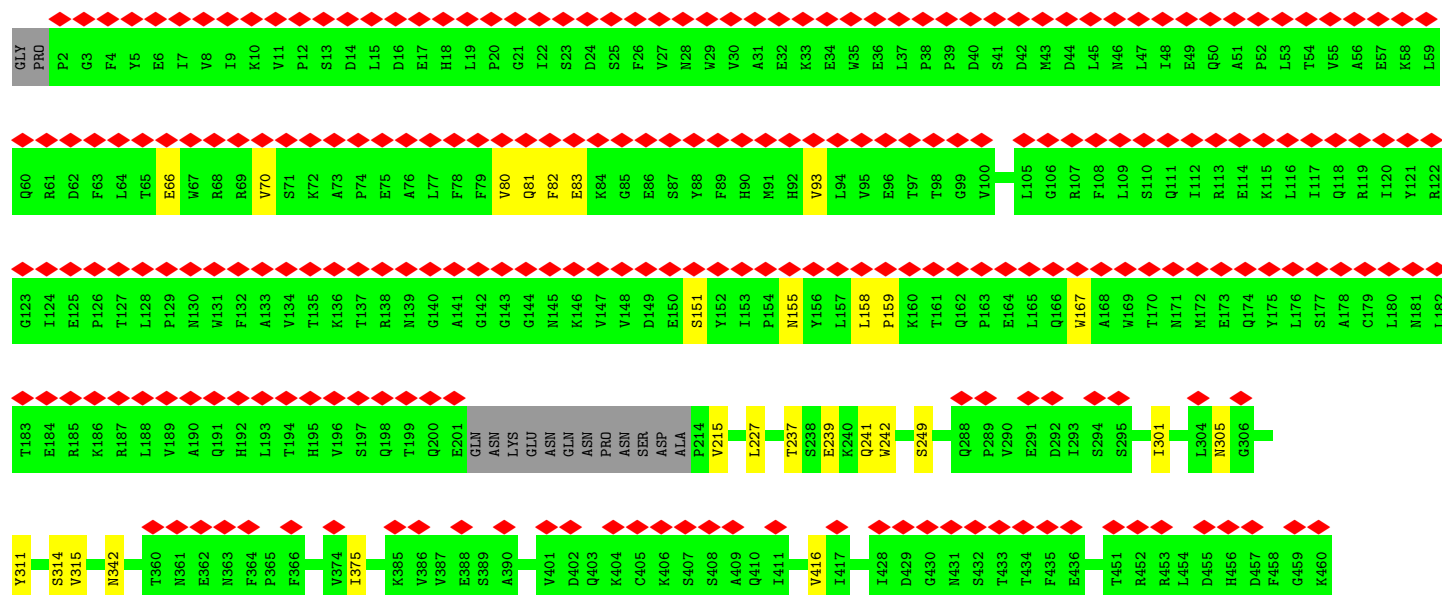 GLY PRO P2 G3 F4 Y5 E6 I7 V8 I9 K10 V11 P12 S13 D14 L15 D16 E17 H18 L19 P20 G21 I22 S23 D24 S25 F26 V27 N28 W29 V30 A31 E32 K33 E34 W35 E36 L37 P38 P39 D40 S41 D42 M43 D44 L45 N46 L47 I48 E49 Q50 A51 P52 L53 T54 V55 A56 E57 K58 L59
Q60 R61 D62 F63 L64 T65 E66 W67 R68 R69 V70 S71 K72 A73 P74 E75 A76 L77 F78 F79 V80 Q81 F82 E83 K84 G85 E86 S87 Y88 F89 H90 M91 H92 V93 L94 V95 E96 T97 T98 G99 V100 L105 G106 R107 F108 L109 S110 Q111 I112 R113 E114 K115 L116 I117 Q118 R119 I120 Y121 R122
G123 I124 E125 P126 T127 L128 P129 N130 W131 F132 A133 V134 T135 K136 T137 R138 N139 G140 A141 G142 G143 G144 N145 K146 V147 V148 D149 E150 S151 Y152 I153 P154 N155 Y156 L157 L158 P159 K160 T161 Q162 P163 E164 L165 Q166 W167 A168 W169 T170 N171 M172 E173 Q174 Y175 L176 S177 A178 C179 L180 N181 L182
T183 E184 R185 K186 R187 L188 V189 A190 Q191 H192 L193 T194 H195 V196 S197 Q198 T199 Q200 E201 GLN ASN LYS GLU ASN GLN ASN PRO ASN SER ASP ALA P214 V215 L227 T237 S238 E239 K240 Q241 W242 S249 Q288 P289 V290 E291 D292 I293 S294 S295 I301 L304 N305 G306
Y311 S314 V315 N342 T360 N361 E362 N363 F364 P365 F366 V374 I375 K385 V386 V387 E388 S389 A390 V401 D402 Q403 K404 C405 K406 S407 S408 A409 Q410 I411 V416 I417 I428 D429 G430 N431 S432 T433 T434 F435 E436 T451 R452 R453 L454 D455 H456 D457 F458 G459 K460